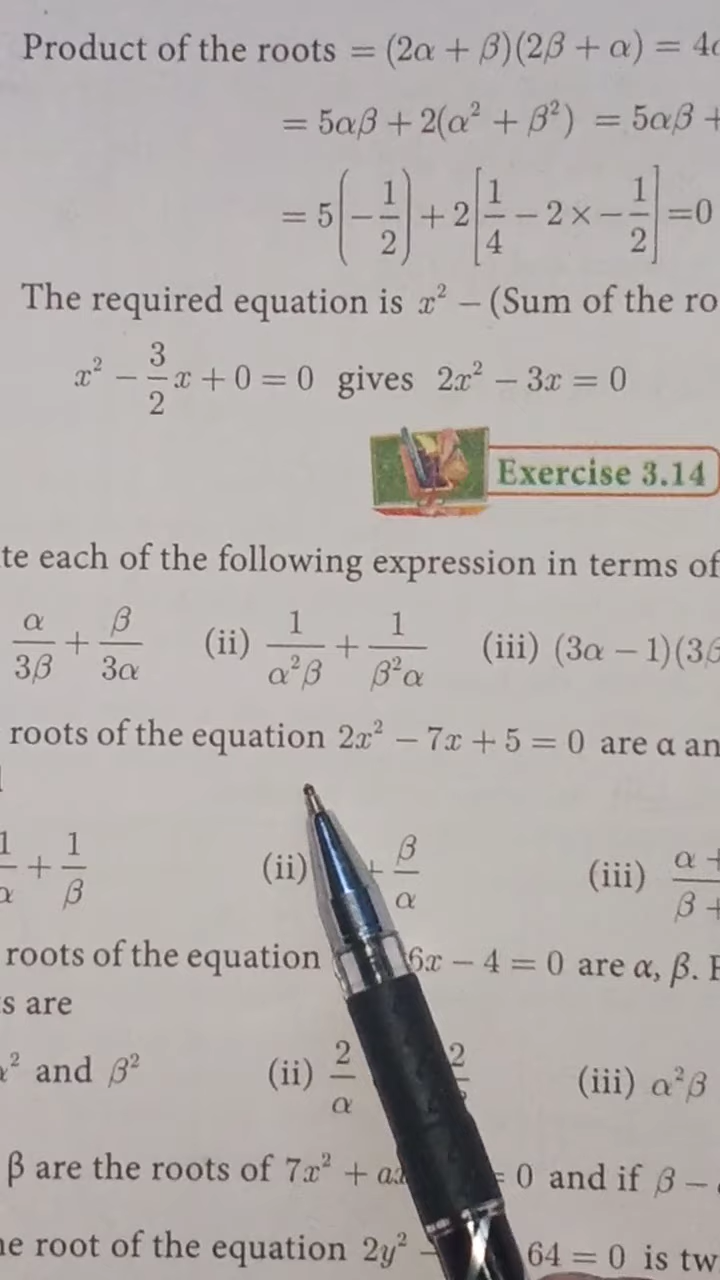 Product of the roots = (2α + β)(2β + α) = 4
= 5αβ + 2(α² + β²) = 5αβ +
= 5(−1/2) + 2[1/4 − 2 × −1/2] =0
The required equation is x² − (Sum of the ro
x² − 3/2 x + 0 = 0 gives 2x² − 3x = 0
Exercise 3.14
te each of the following expression in terms of
α/3β + β/3α (ii) 1/α²β + 1/β²α (iii) (3α − 1)(3β
roots of the equation 2x² − 7x + 5 = 0 are α an
1/α + 1/β (ii) + β/α (iii) α + β +
roots of the equation 6x − 4 = 0 are α, β. F
s are
² and β² (ii) 2/α 2 (iii) α²β
β are the roots of 7x² + a = 0 and if β −
ne root of the equation 2y² − 64 = 0 is tw